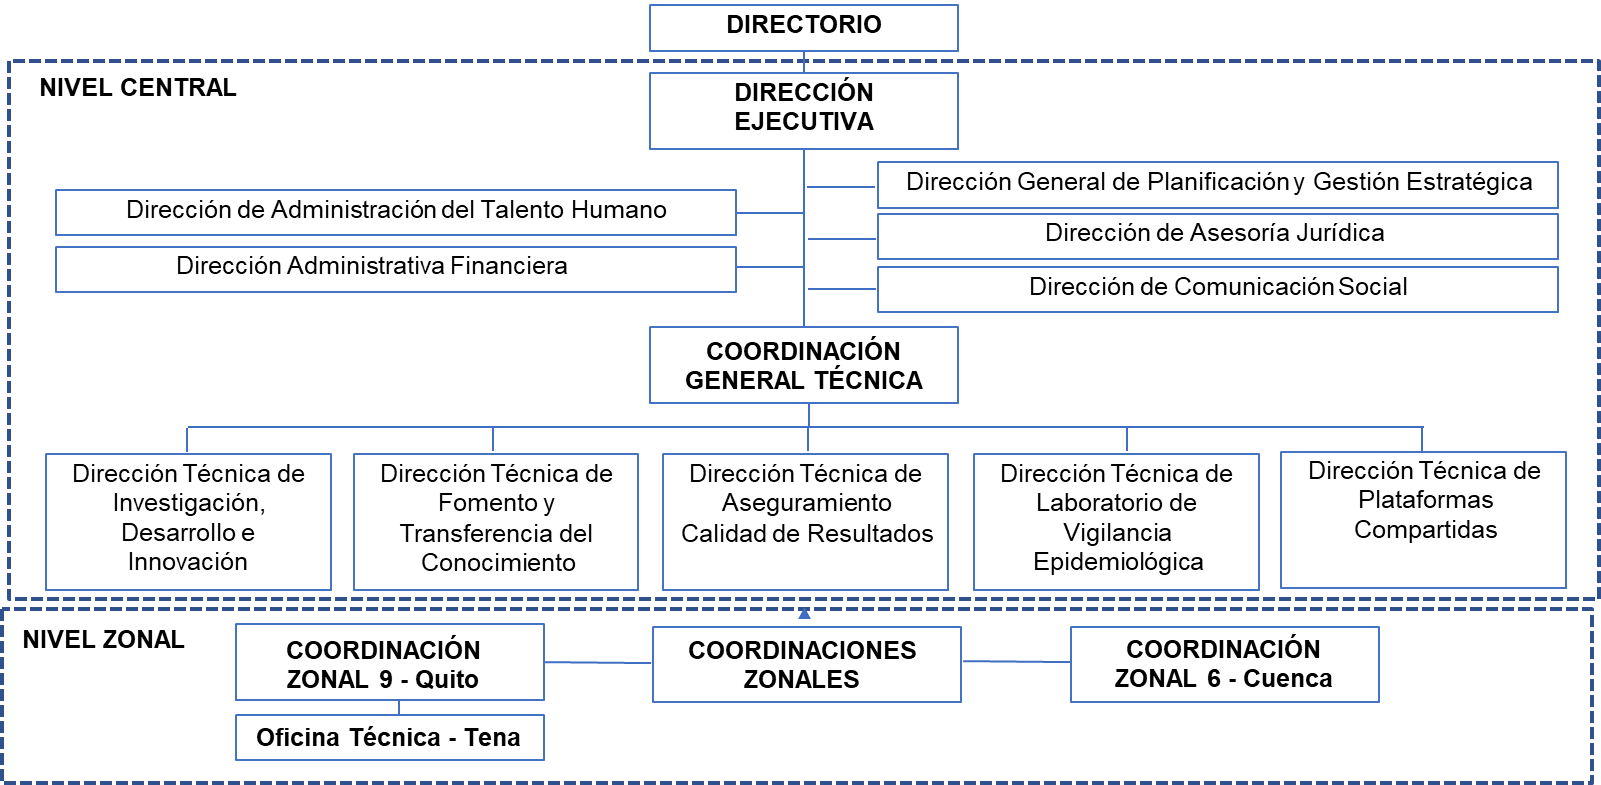 DIRECTORIO
NIVEL CENTRAL
DIRECCIÓN
EJECUTIVA
Dirección General de Planificación y Gestión Estratégica
Dirección de Administración del Talento Humano
Dirección de Asesoría Jurídica
Dirección Administrativa Financiera
Dirección de Comunicación Social
COORDINACIÓN
GENERAL TÉCNICA
Dirección Técnica de
Investigación,
Desarrollo e
Innovación
Dirección Técnica de
Fomento y
Transferencia del
Conocimiento
Dirección Técnica de
Aseguramiento
Calidad de Resultados
Dirección Técnica de
Laboratorio de
Vigilancia
Epidemiológica
Dirección Técnica de
Plataformas
Compartidas
NIVEL ZONAL
COORDINACIÓN
ZONAL 9 - Quito
COORDINACIONES
ZONALES
COORDINACIÓN
ZONAL 6 - Cuenca
Oficina Técnica - Tena